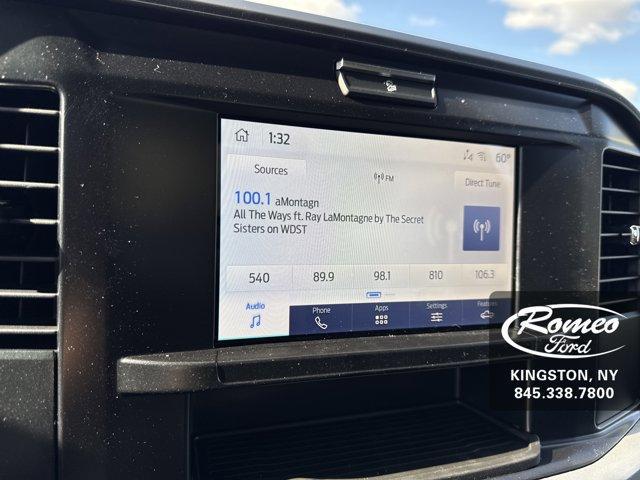 1:32
60°
Sources
FM
Direct Tune
100.1 aMontagn
All The Ways ft. Ray LaMontagne by The Secret
Sisters on WDST
540 89.9 98.1 810 106.3
Audio Phone Apps Settings Features
Romeo
Ford
KINGSTON, NY
845.338.7800